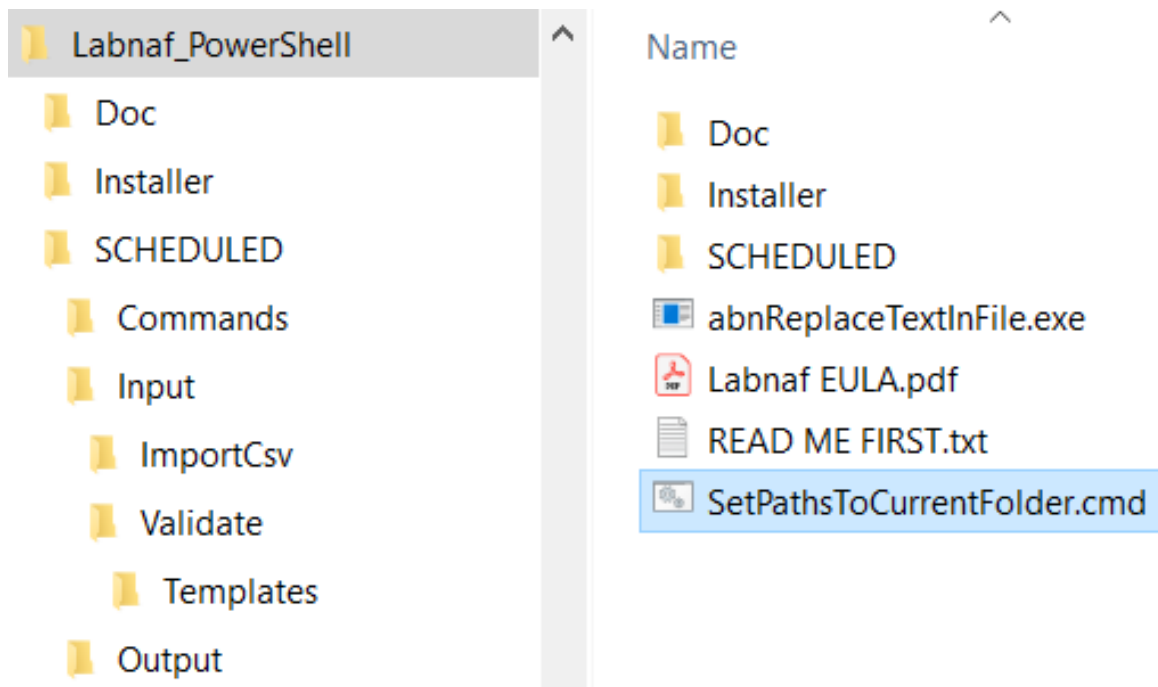 Labnaf_PowerShell
Doc
Installer
SCHEDULED
Commands
Input
ImportCsv
Validate
Templates
Output
Name
Doc
Installer
SCHEDULED
abnReplaceTextInFile.exe
Labnaf EULA.pdf
READ ME FIRST.txt
SetPathsToCurrentFolder.cmd